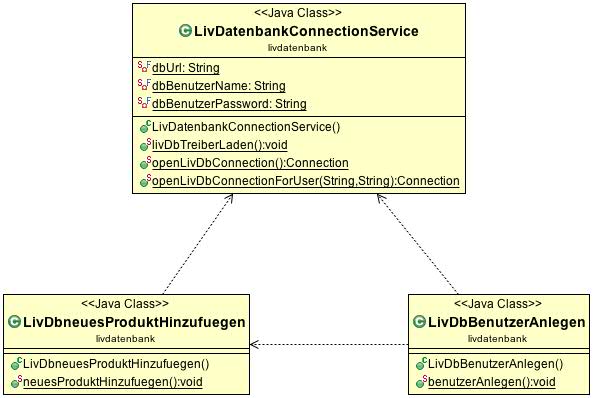 <<Java Class>>
LivDatenbankConnectionService
livdatenbank
dbUrl: String
dbBenutzerName: String
dbBenutzerPassword: String
LivDatenbankConnectionService()
livDbTreiberLaden():void
openLivDbConnection():Connection
openLivDbConnectionForUser(String,String):Connection
<<Java Class>>
LivDbneuesProduktHinzufuegen
livdatenbank
LivDbneuesProduktHinzufuegen()
neuesProduktHinzufuegen():void
<<Java Class>>
LivDbBenutzerAnlegen
livdatenbank
LivDbBenutzerAnlegen()
benutzerAnlegen():void